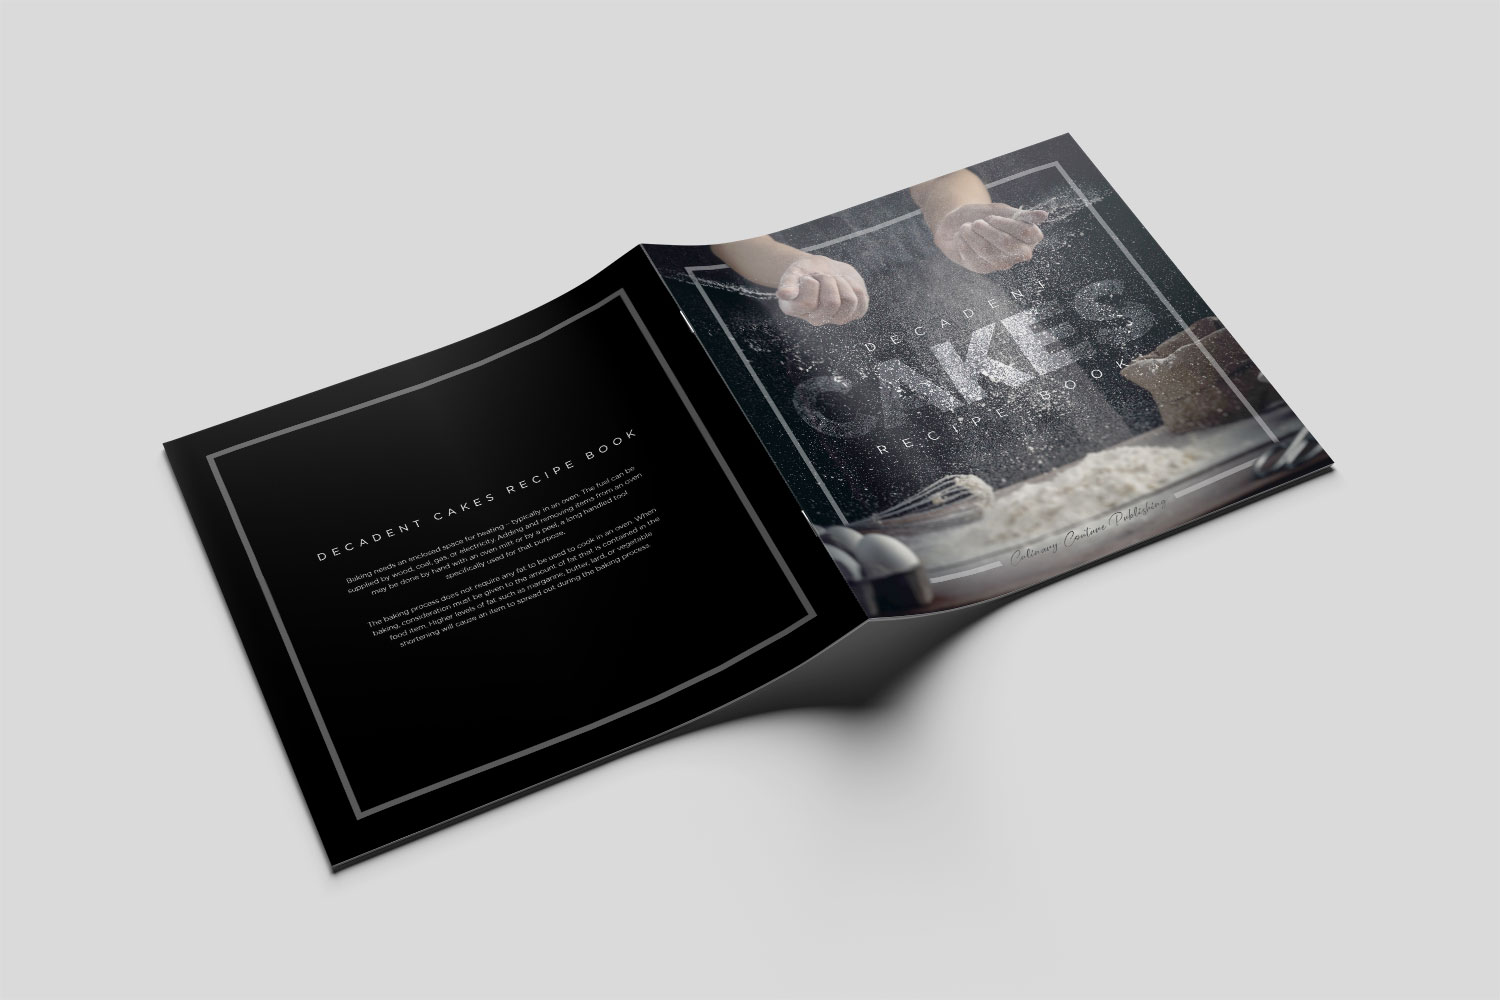 DECADENT CAKES RECIPE BOOK
Baking needs an enclosed space for heating – typically in an oven. The fuel can be
supplied by wood, coal, gas, or electricity. Adding and removing items from an oven
may be done by hand with an oven mitt or by a peel, a long handled tool
specifically used for that purpose.
The baking process does not require any fat to be used to cook in an oven. When
baking, consideration must be given to the amount of fat that is contained in the
food item. Higher levels of fat such as margarine, butter, lard, or vegetable
shortening will cause an item to spread out during the baking process
DECADENT
CAKES
RECIPE BOOK
Culinary Couture Publishing